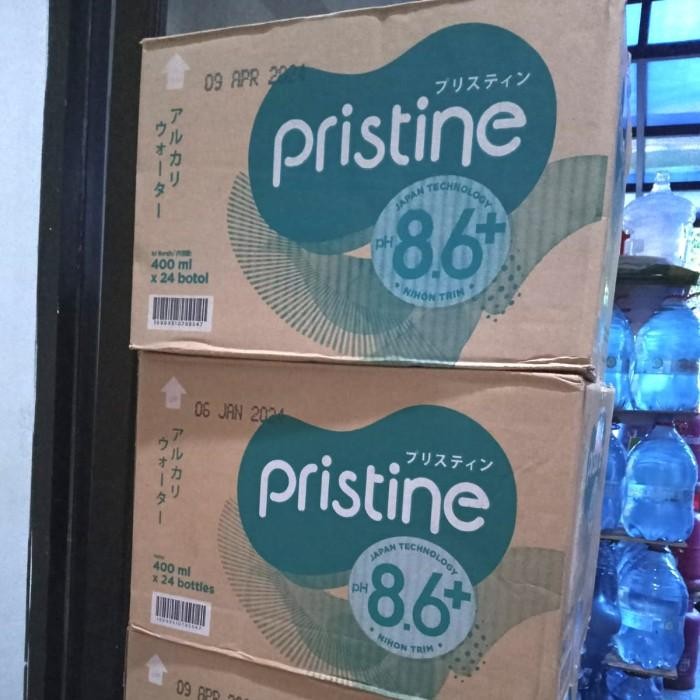 09 APR 2024
プリスティン
アルカリ
ウォーター
pristine
JAPAN TECHNOLOGY
pH 8.6+
• NIHON TRIM •
400 ml
x 24 botol
06 JAN 2024
プリスティン
アルカリ
ウォーター
pristine
JAPAN TECHNOLOGY
pH 8.6+
• NIHON TRIM •
400 ml
x 24 bottles
09 APR